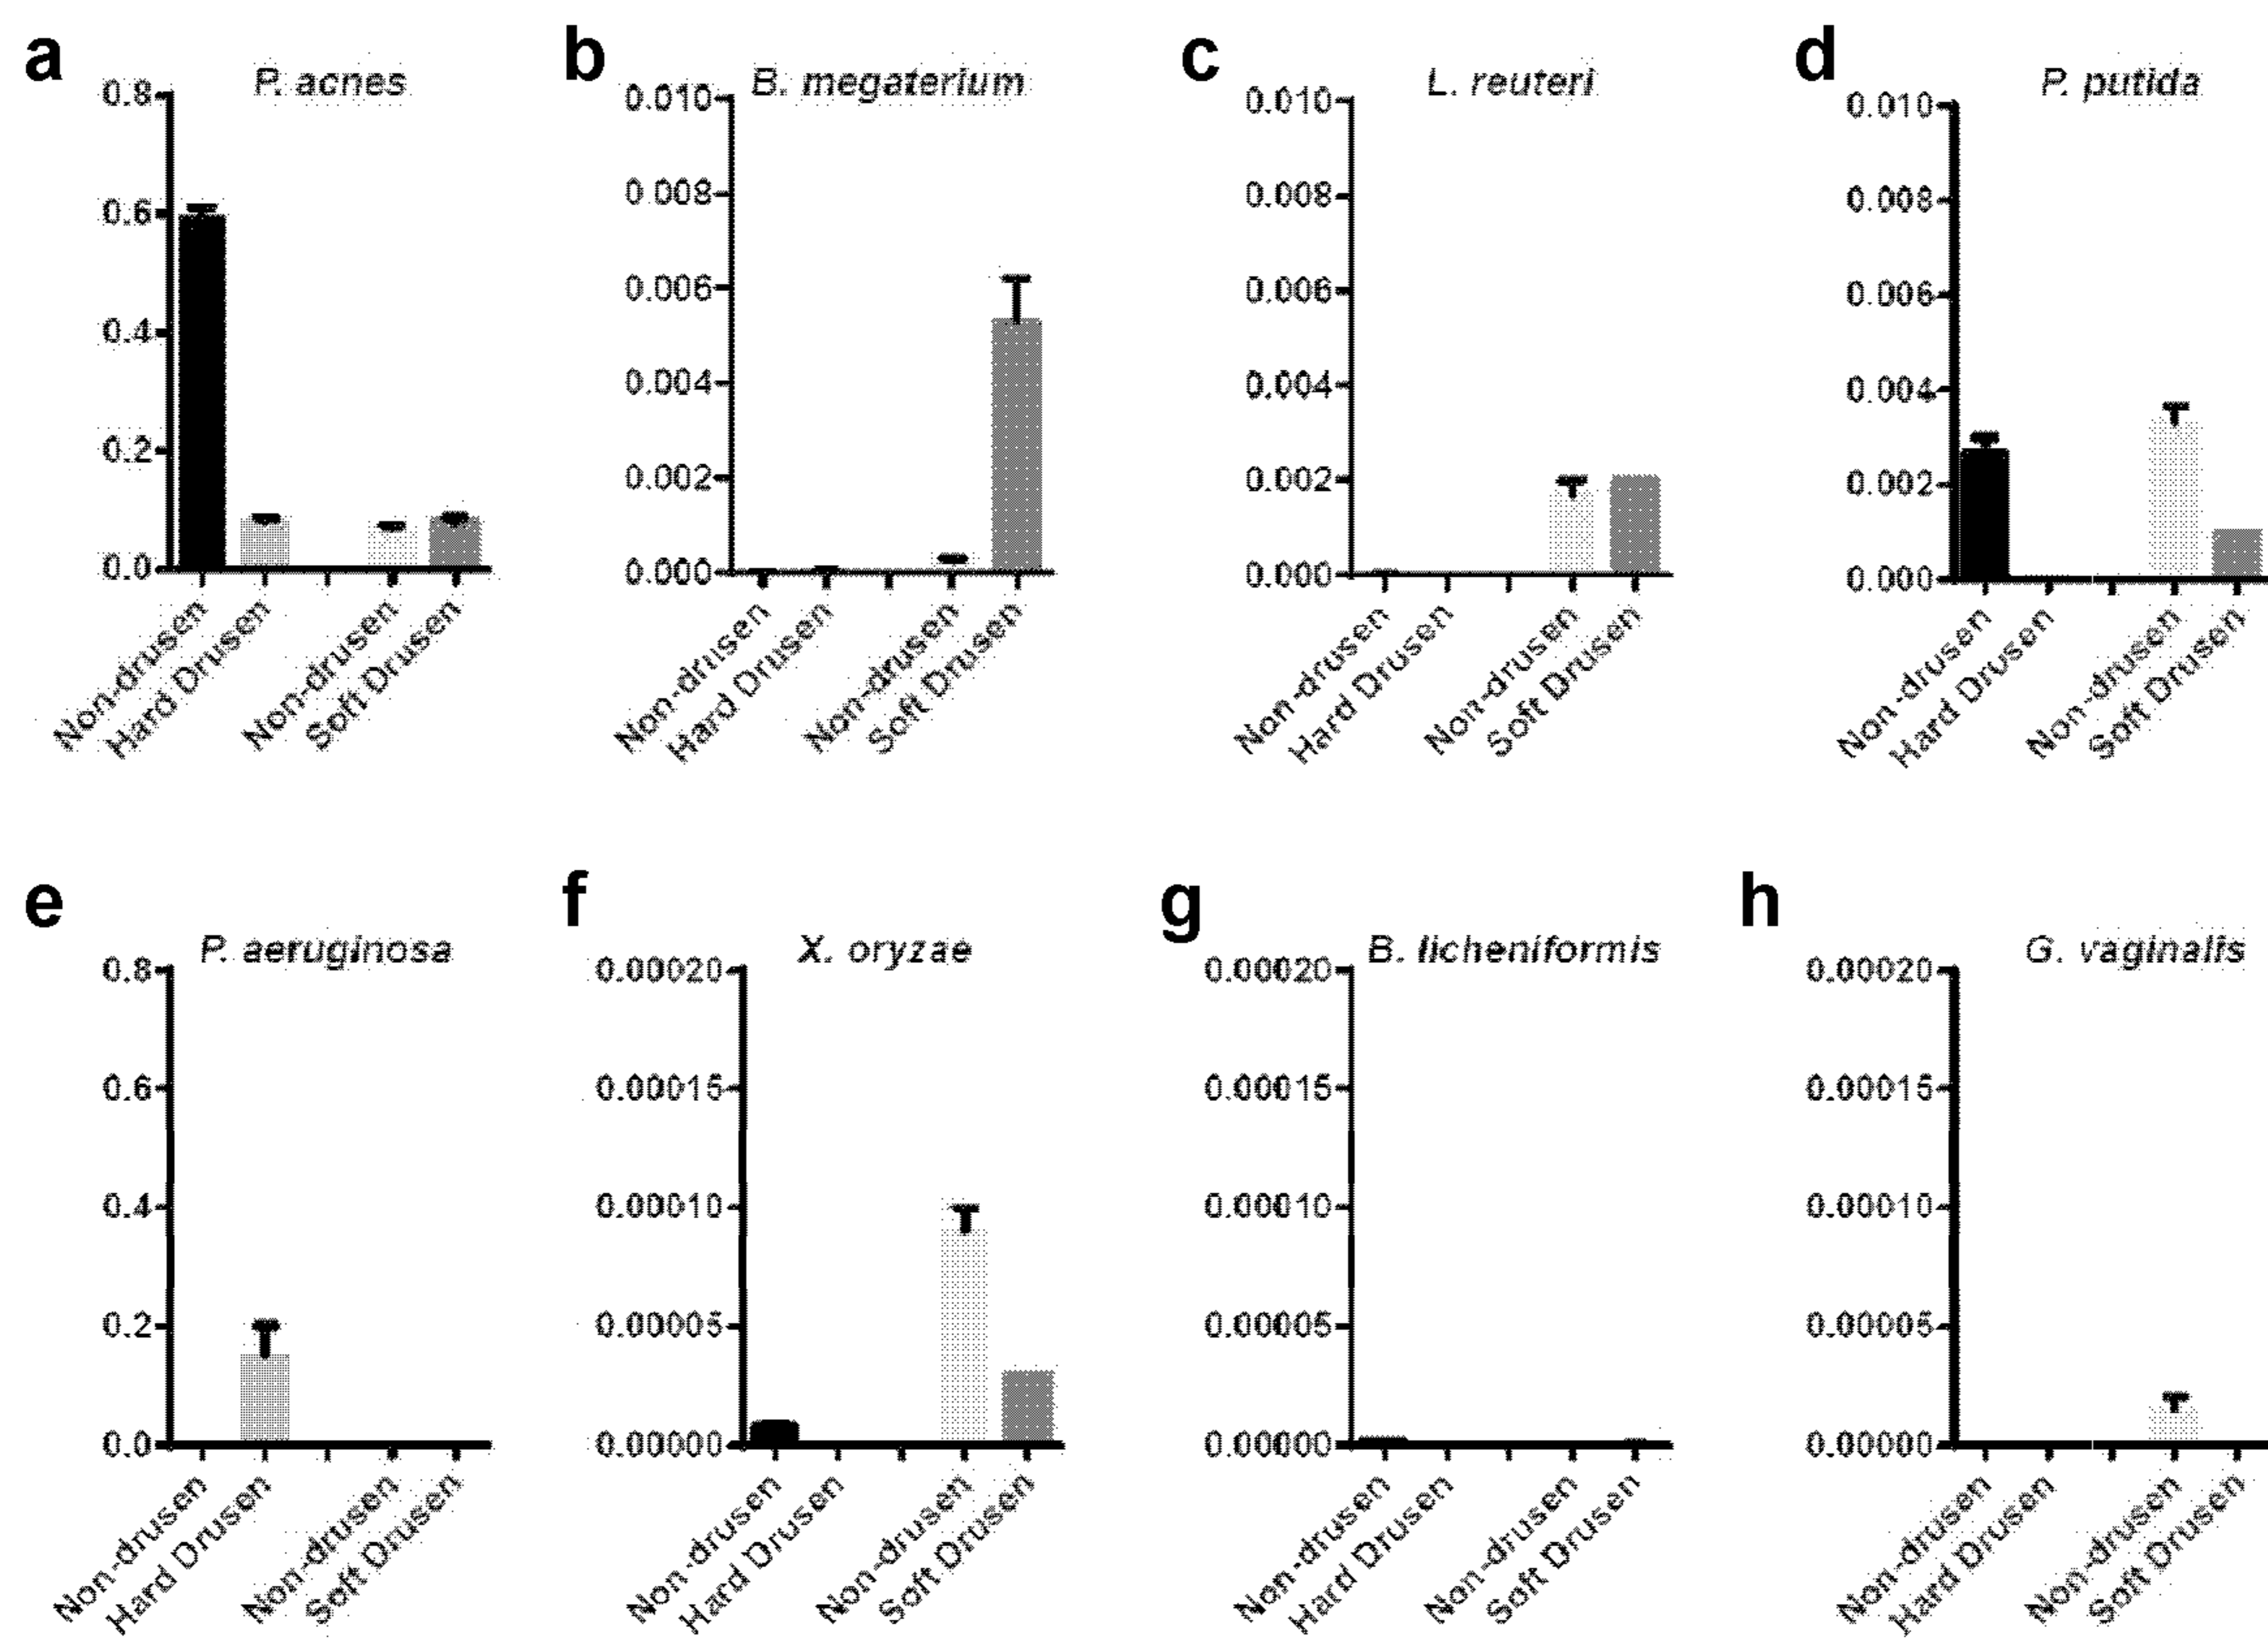 a
P. acnes
0.8
0.6
0.4
0.2
0.0
Non-drusen
Hard Drusen
Non-drusen
Soft Drusen
b
B. megaterium
0.010
0.008
0.006
0.004
0.002
0.000
Non-drusen
Hard Drusen
Non-drusen
Soft Drusen
c
L. reuteri
0.010
0.008
0.006
0.004
0.002
0.000
Non-drusen
Hard Drusen
Non-drusen
Soft Drusen
d
P. putida
0.010
0.008
0.006
0.004
0.002
0.000
Non-drusen
Hard Drusen
Non-drusen
Soft Drusen
e
P. aeruginosa
0.8
0.6
0.4
0.2
0.0
Non-drusen
Hard Drusen
Non-drusen
Soft Drusen
f
X. oryzae
0.00020
0.00015
0.00010
0.00005
0.00000
Non-drusen
Hard Drusen
Non-drusen
Soft Drusen
g
B. licheniformis
0.00020
0.00015
0.00010
0.00005
0.00000
Non-drusen
Hard Drusen
Non-drusen
Soft Drusen
h
G. vaginalis
0.00020
0.00015
0.00010
0.00005
0.00000
Non-drusen
Hard Drusen
Non-drusen
Soft Drusen